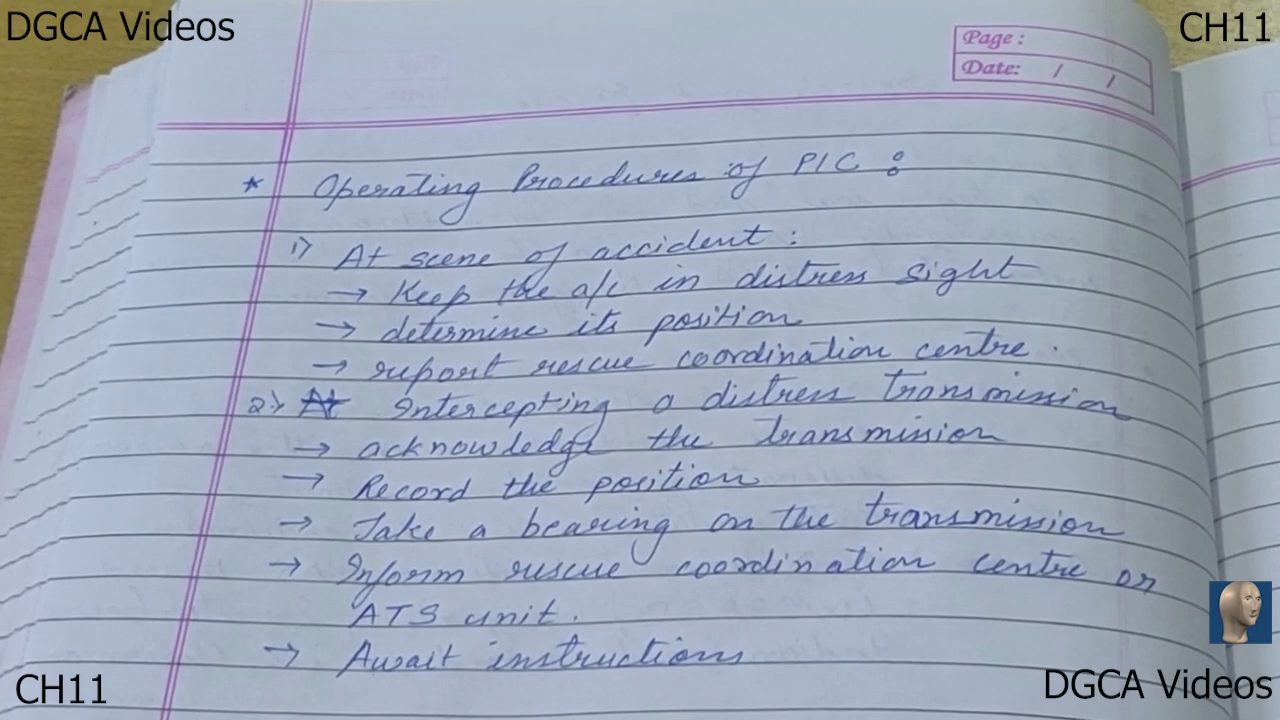 DGCA Videos
CH11
Page :
Date: / /
* Operating Procedures of PIC :
1) At scene of accident :
→ Keep the a/c in distress sight
→ determine its position
→ report rescue coordination centre.
2) At Intercepting a distress transmission
→ acknowledge the transmission
→ Record the position
→ Take a bearing on the transmission
→ Inform rescue coordination centre or
ATS unit.
→ Await instructions
CH11
DGCA Videos